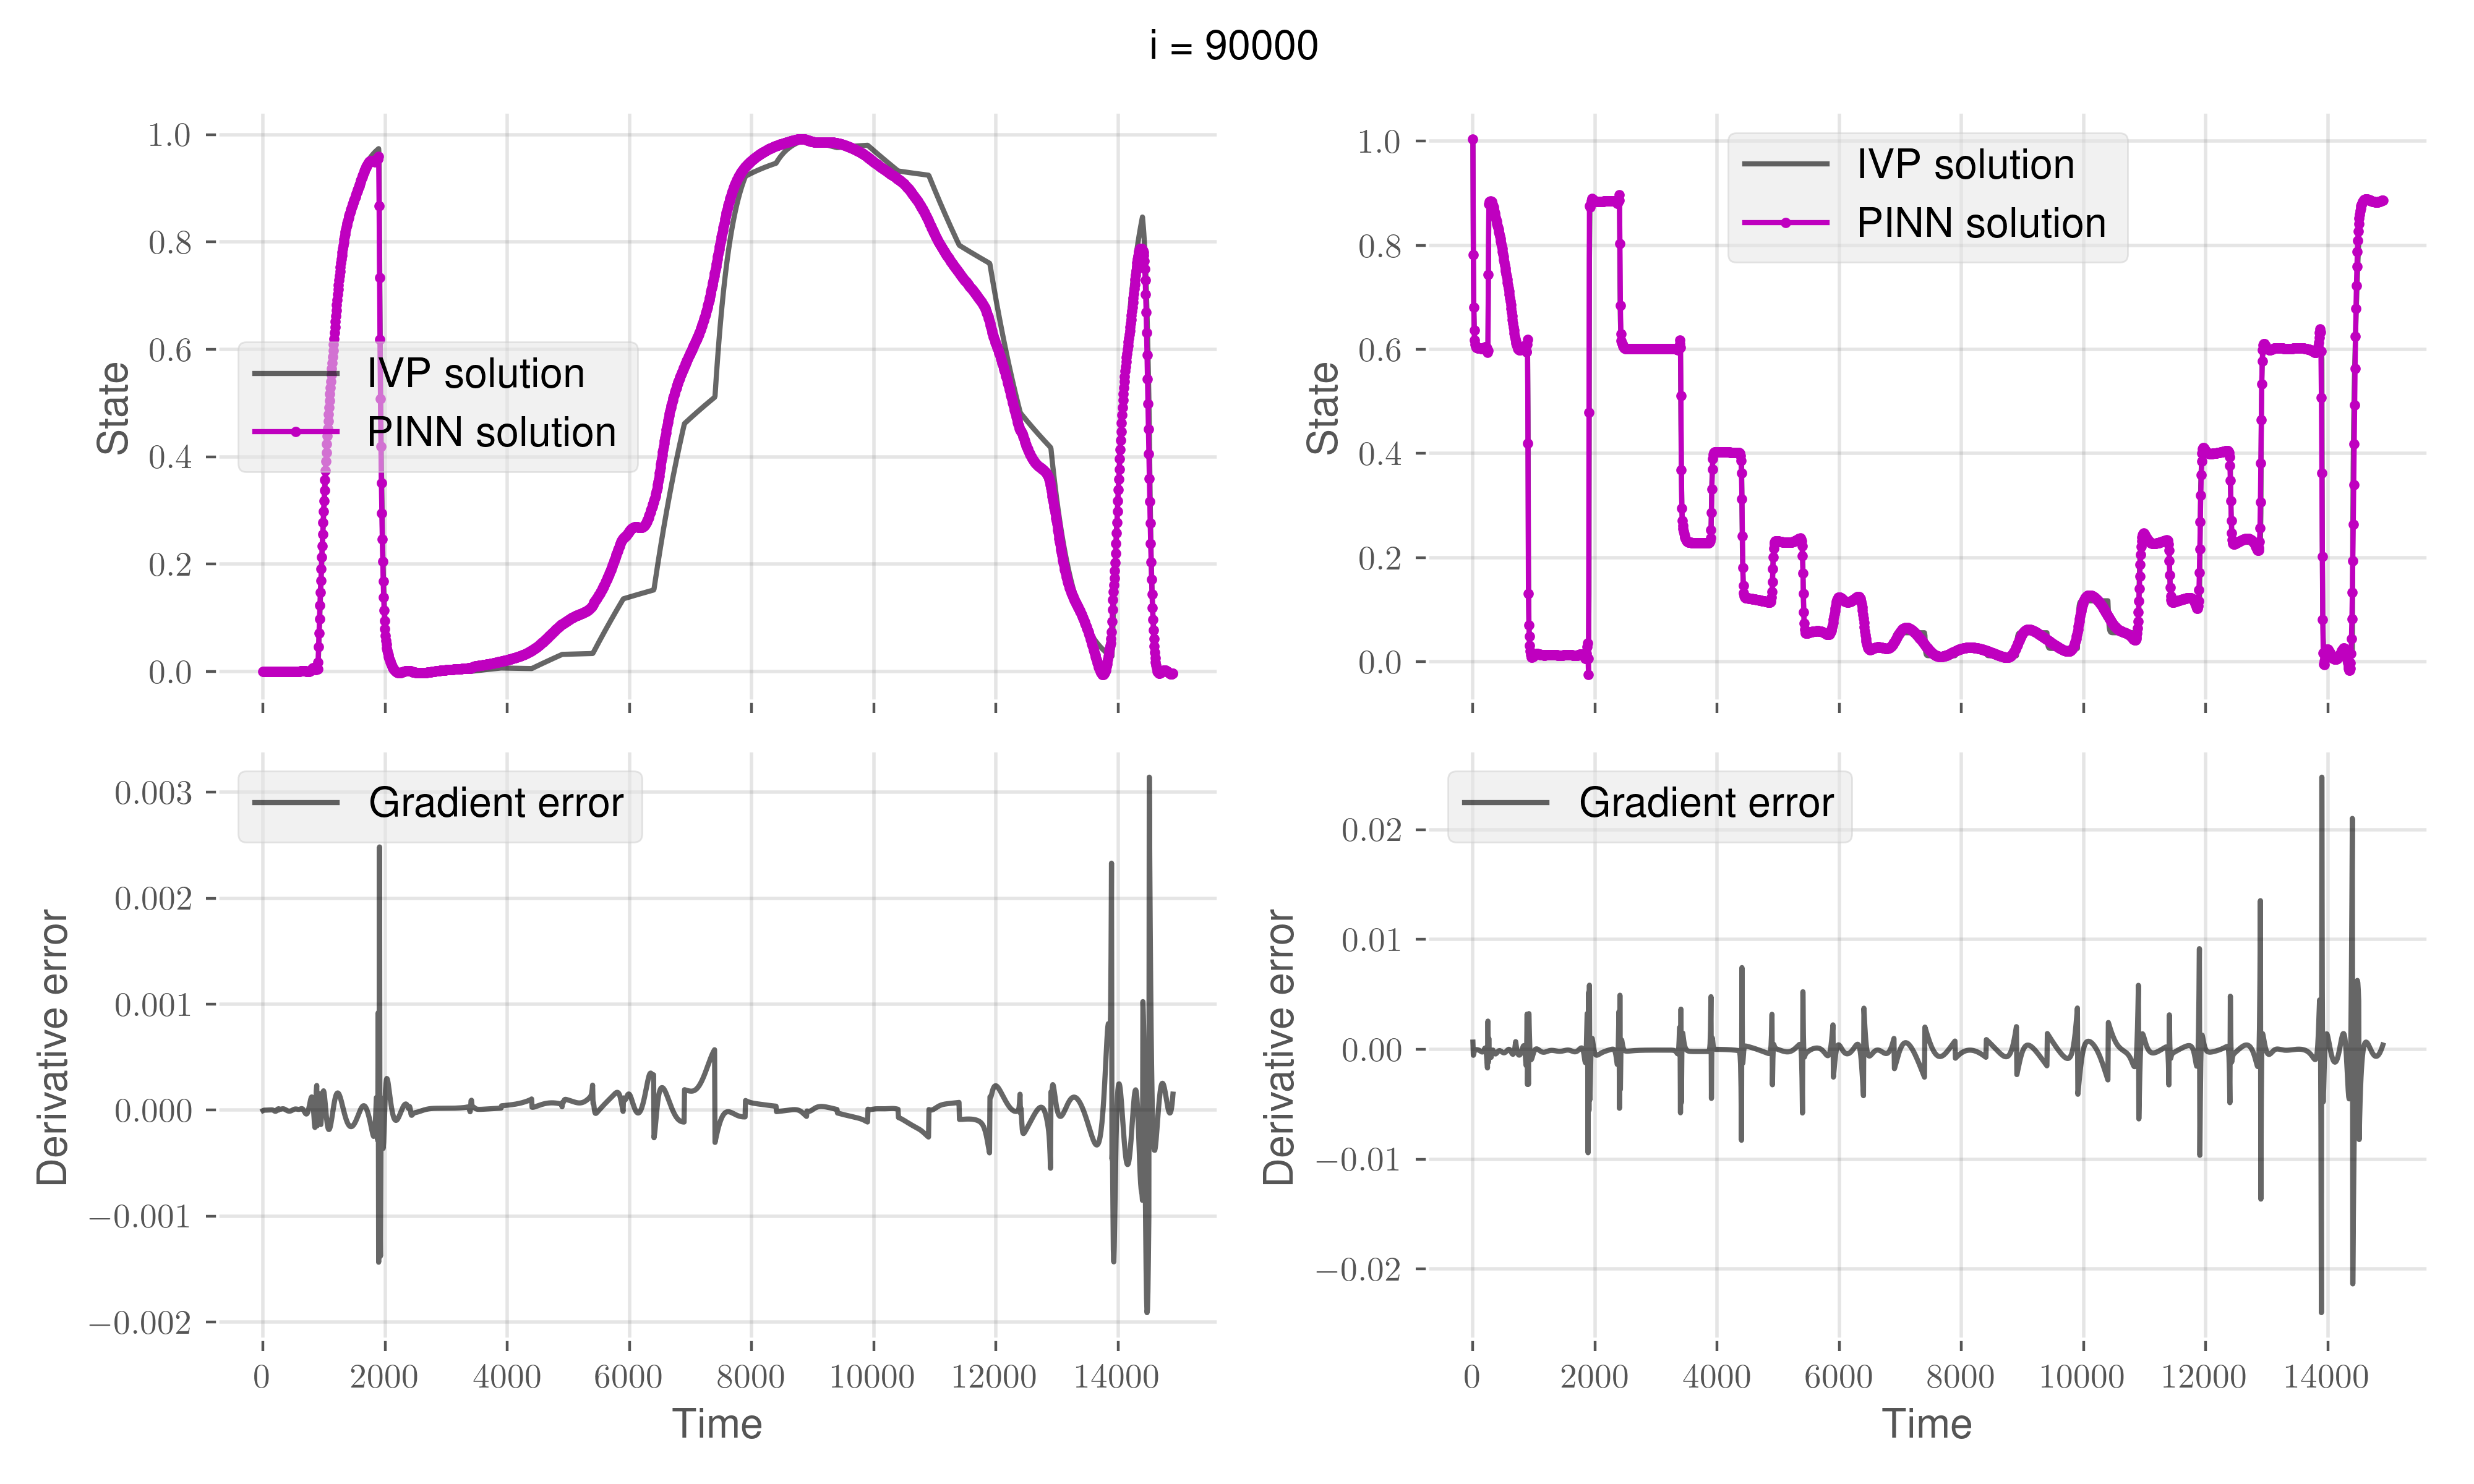 i = 90000
1.0
0.8
0.6
0.4
0.2
0.0
State
IVP solution
PINN solution
1.0
0.8
0.6
0.4
0.2
0.0
State
IVP solution
PINN solution
0.003
0.002
0.001
0.000
−0.001
−0.002
Derivative error
Gradient error
0 2000 4000 6000 8000 10000 12000 14000
Time
0.02
0.01
0.00
−0.01
−0.02
Derivative error
Gradient error
0 2000 4000 6000 8000 10000 12000 14000
Time